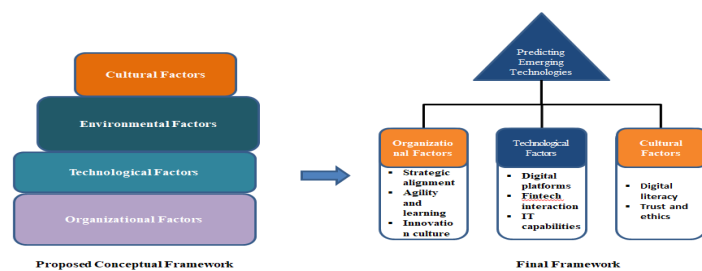 Cultural Factors
Environmental Factors
Technological Factors
Organizational Factors
Proposed Conceptual Framework
Predicting
Emerging
Technologies
Organizatio
nal Factors
▪ Strategic
alignment
▪ Agility
and
learning
▪ Innovatio
n culture
Technological
Factors
▪ Digital
platforms
▪ Fintech
interaction
▪ IT
capabilities
Cultural
Factors
▪ Digital
literacy
▪ Trust and
ethics
Final Framework